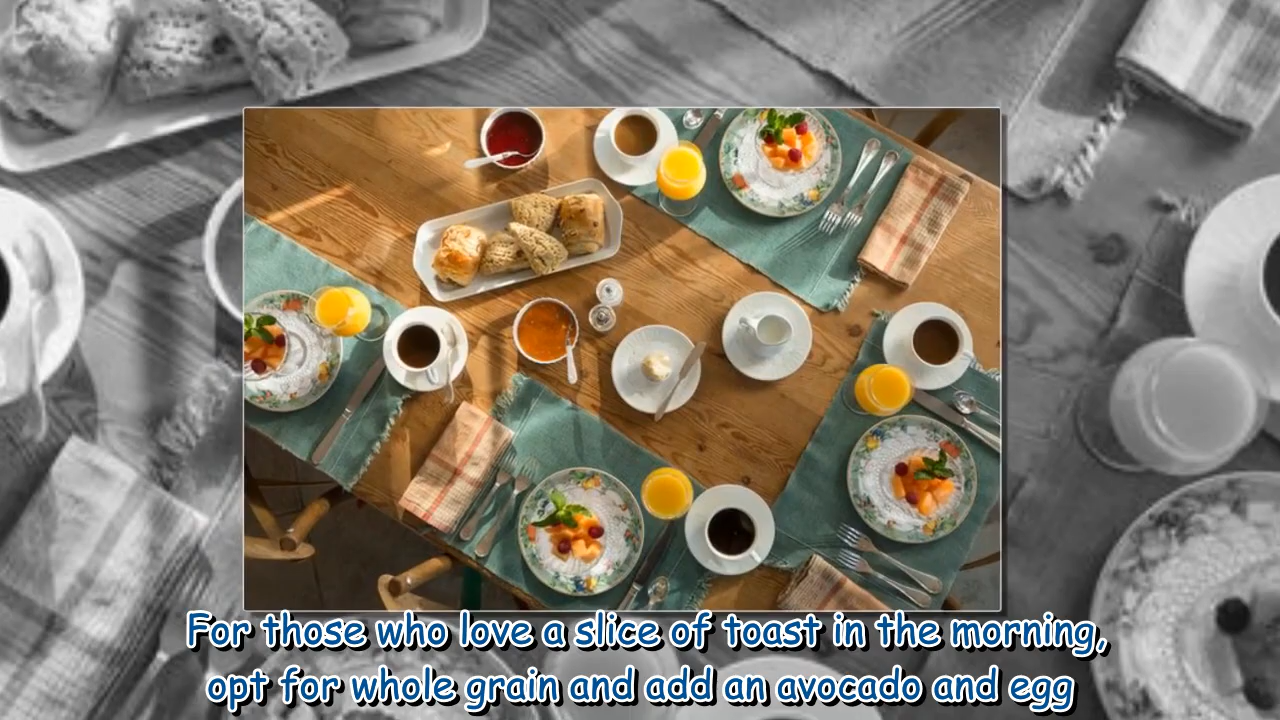 For those who love a slice of toast in the morning,
opt for whole grain and add an avocado and egg